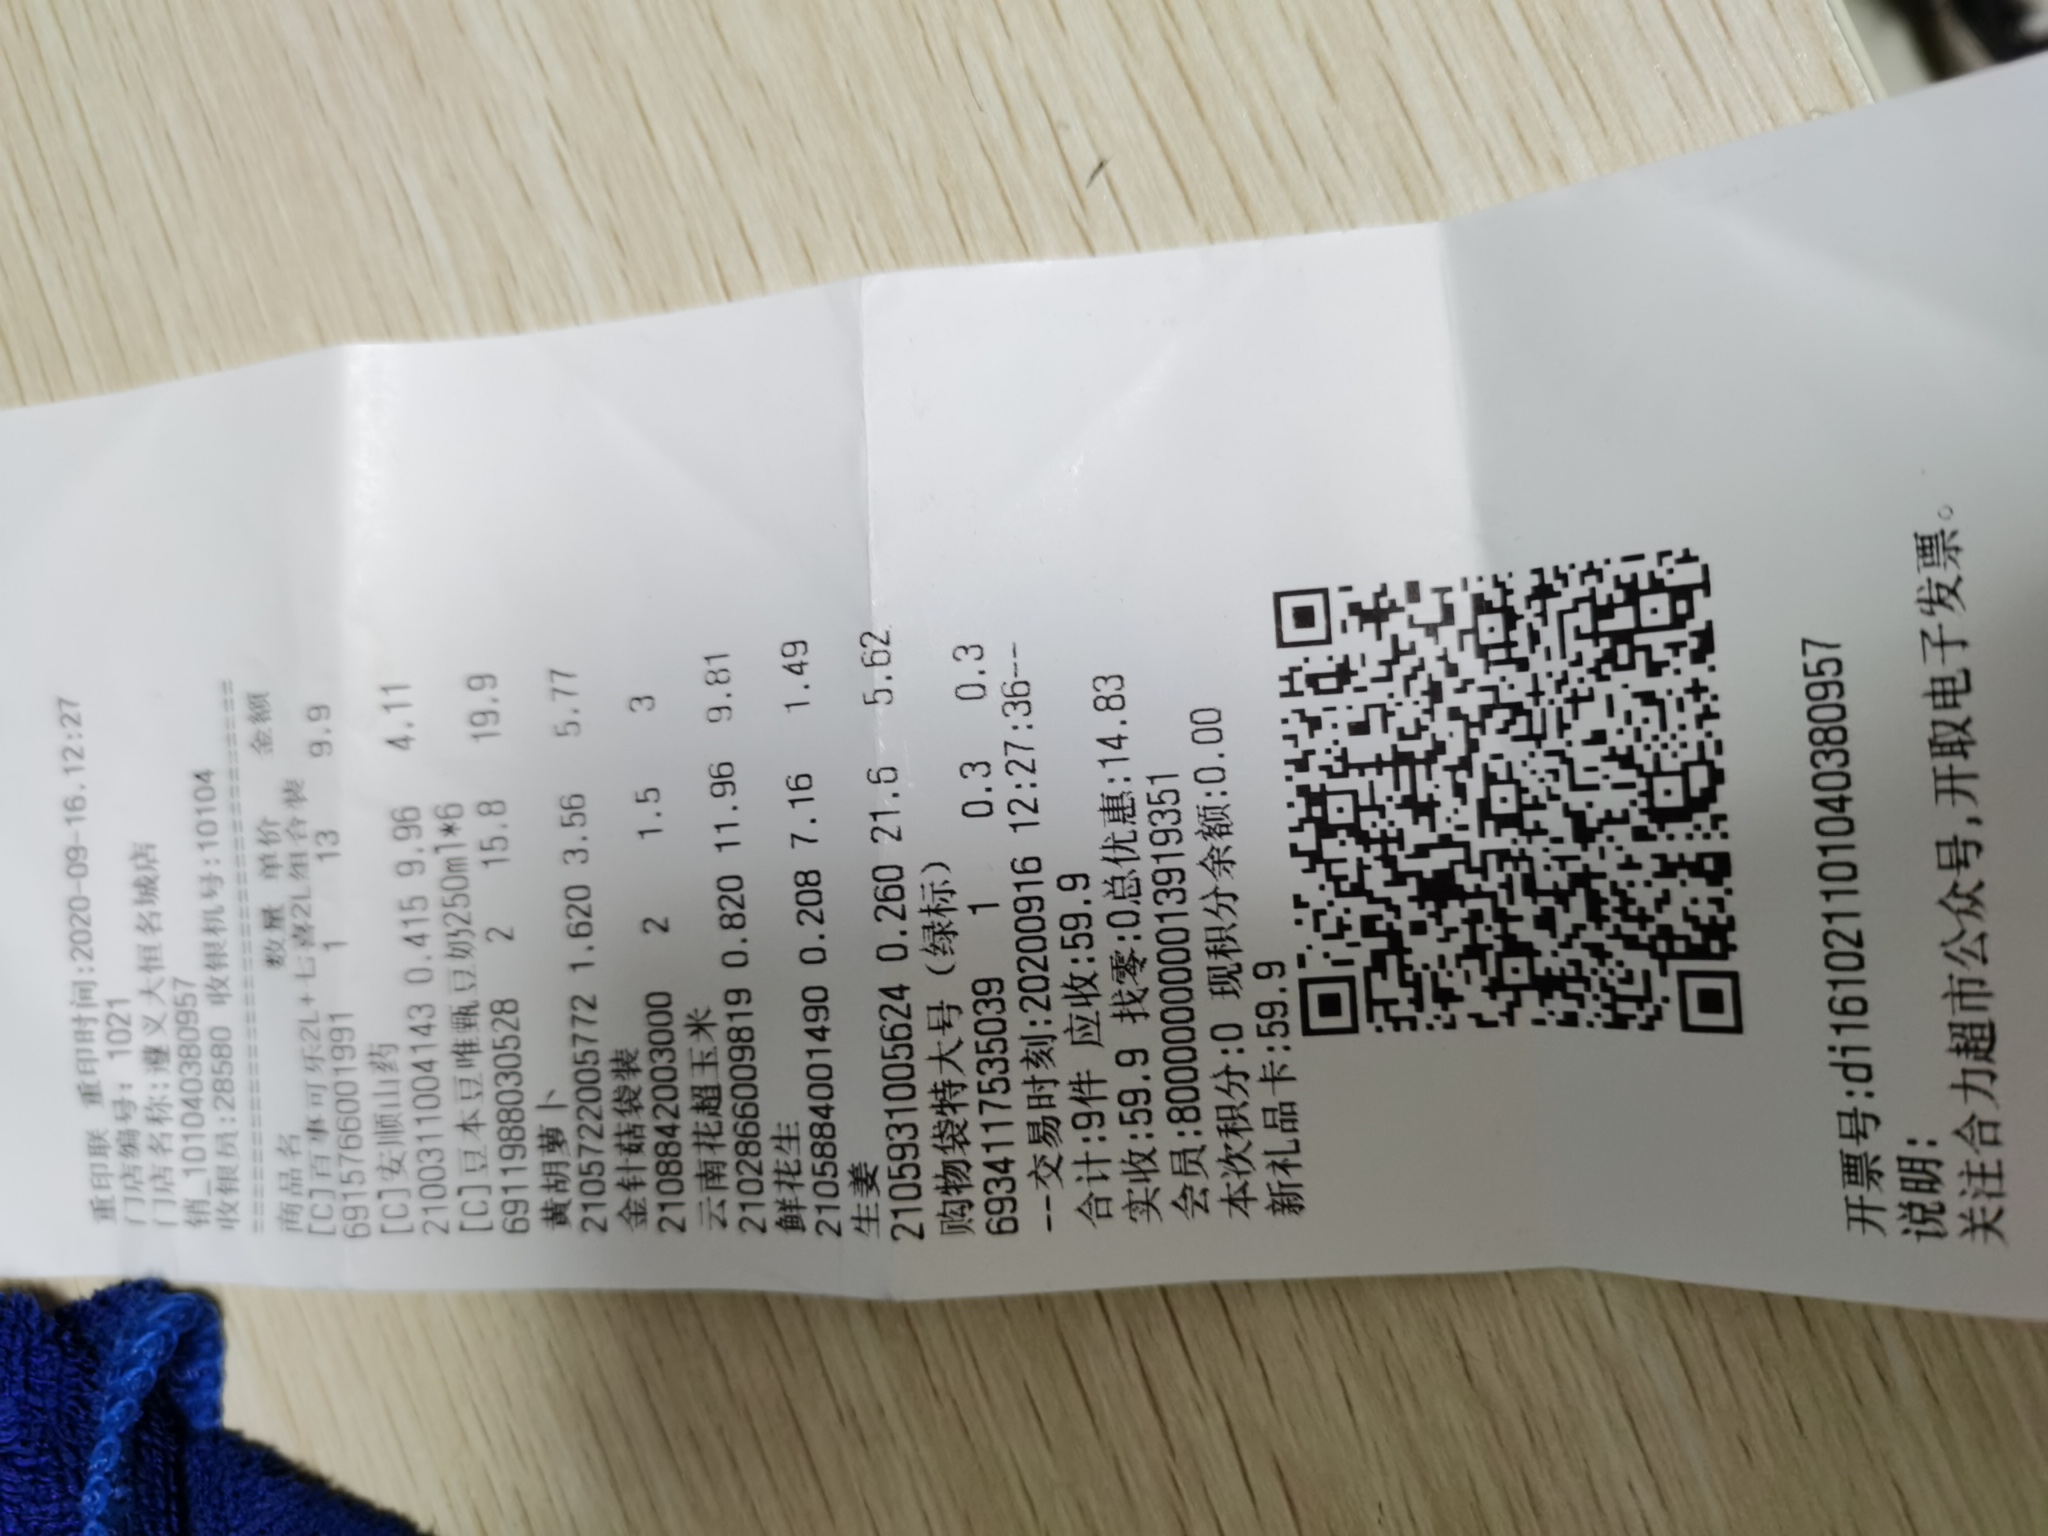 重印联 重印时间:2020-09-16.12:27
门店编号: 1021
门店名称:遵义大恒名城店
销_101040380957
收银员:28580 收银机号:10104
================================
商品名 数量 单价 金额
[C]百事可乐2L+七喜2L组合装
6915766001991 1 13 9.9
[C]安顺山药
2100311004143 0.415 9.96 4.11
[C]豆本豆唯甄豆奶250ml*6
6911988030528 2 15.8 19.9
黄胡萝卜
2105722005772 1.620 3.56 5.77
金针菇袋装
2108842003000 2 1.5 3
云南花超玉米
2102866009819 0.820 11.96 9.81
鲜花生
2105884001490 0.208 7.16 1.49
生姜
2105931005624 0.260 21.6 5.62
购物袋特大号(绿标)
6934117535039 1 0.3 0.3
--交易时刻:20200916 12:27:36--
合计:9件 应收:59.9
实收:59.9 找零:0总优惠:14.83
会员:80000000013919351
本次积分:0 现积分余额:0.00
新礼品卡:59.9
开票号:di161021101040380957
说明:
关注合力超市公众号,开取电子发票。